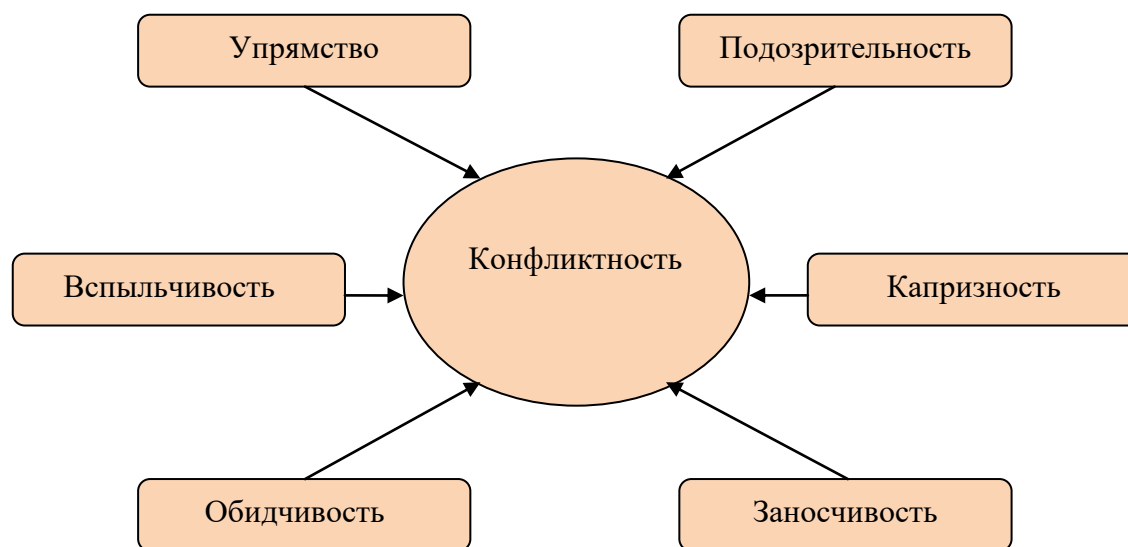 Упрямство
Подозрительность
Конфликтность
Вспыльчивость
Капризность
Обидчивость
Заносчивость